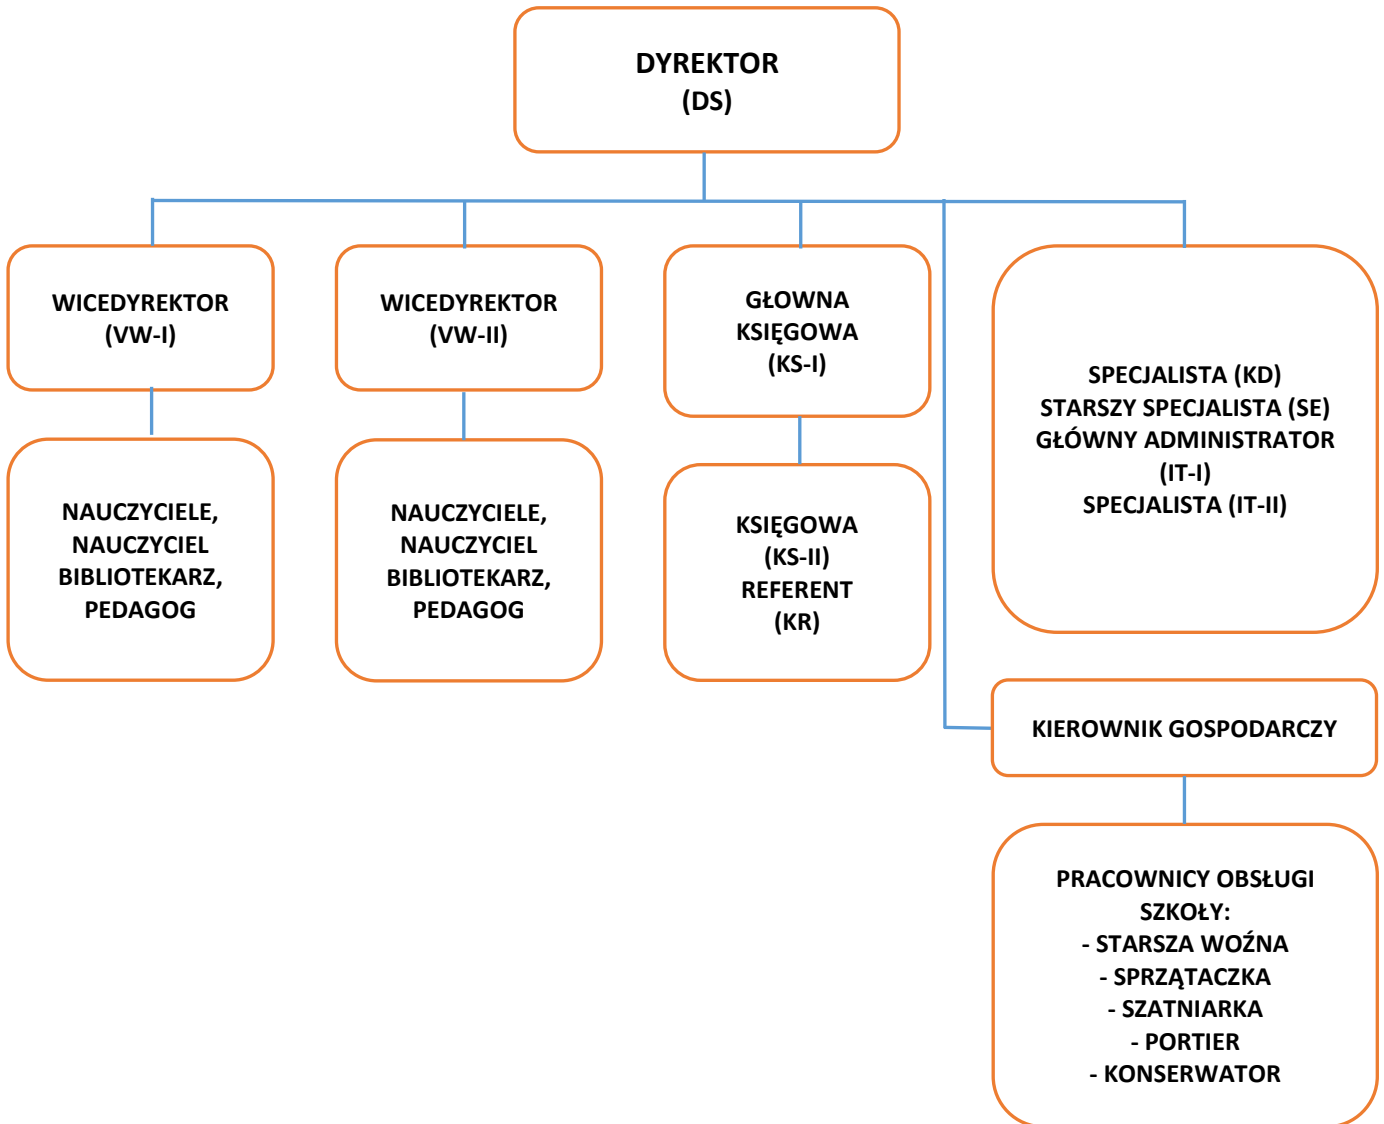 DYREKTOR
(DS)
WICEDYREKTOR
(VW-I)
WICEDYREKTOR
(VW-II)
GŁOWNA
KSIĘGOWA
(KS-I)
SPECJALISTA (KD)
STARSZY SPECJALISTA (SE)
GŁÓWNY ADMINISTRATOR
(IT-I)
SPECJALISTA (IT-II)
NAUCZYCIELE,
NAUCZYCIEL
BIBLIOTEKARZ,
PEDAGOG
NAUCZYCIELE,
NAUCZYCIEL
BIBLIOTEKARZ,
PEDAGOG
KSIĘGOWA
(KS-II)
REFERENT
(KR)
KIEROWNIK GOSPODARCZY
PRACOWNICY OBSŁUGI
SZKOŁY:
- STARSZA WOŹNA
- SPRZĄTACZKA
- SZATNIARKA
- PORTIER
- KONSERWATOR